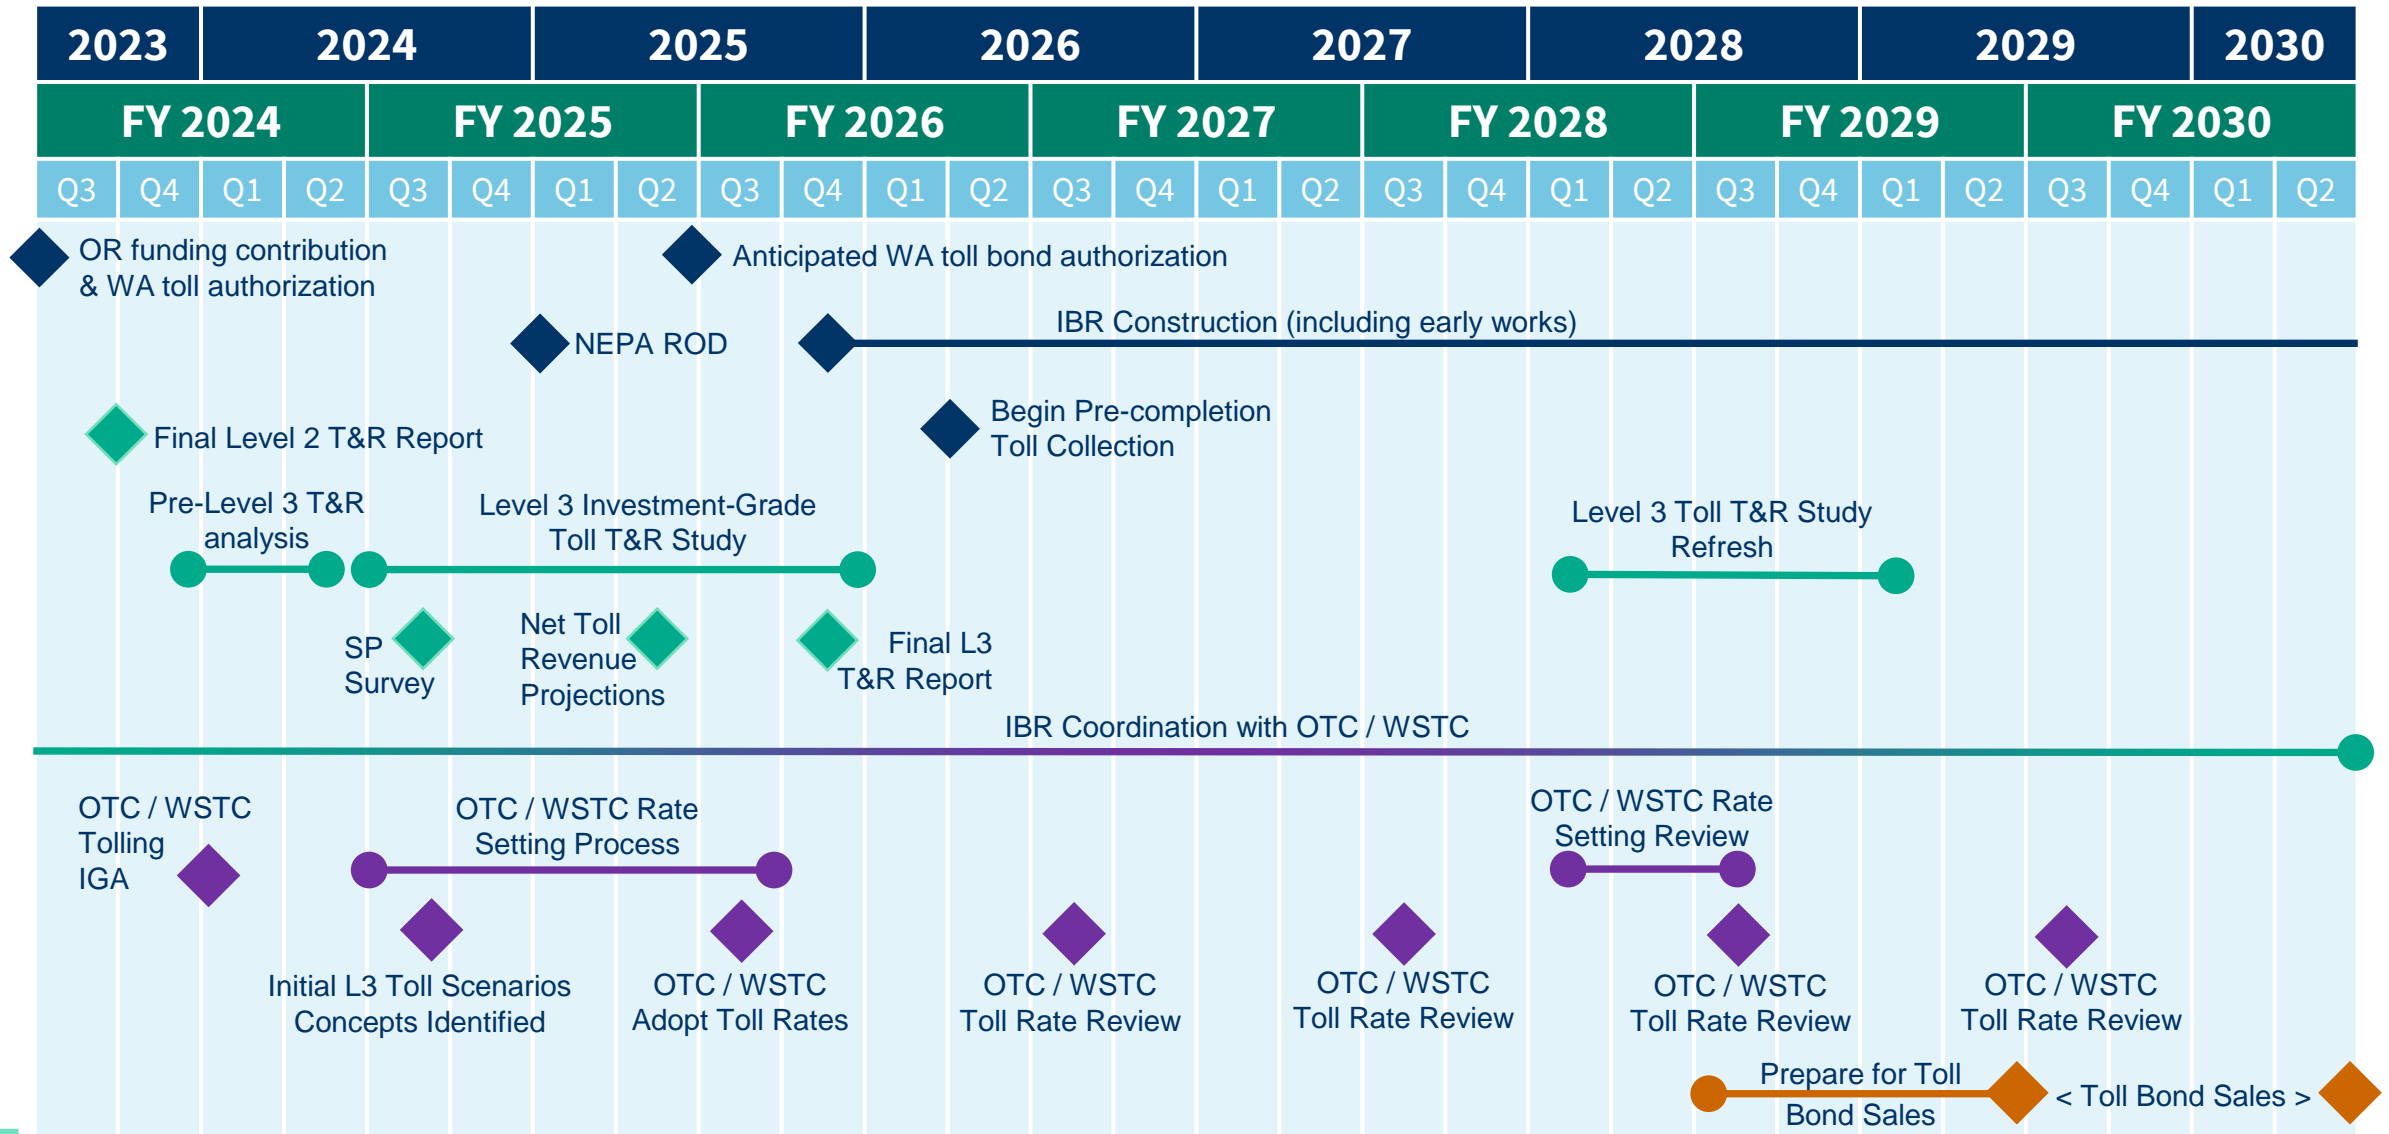 2023 2024 2025 2026 2027 2028 2029 2030
FY 2024 FY 2025 FY 2026 FY 2027 FY 2028 FY 2029 FY 2030
Q3 Q4 Q1 Q2 Q3 Q4 Q1 Q2 Q3 Q4 Q1 Q2 Q3 Q4 Q1 Q2 Q3 Q4 Q1 Q2 Q3 Q4 Q1 Q2 Q3 Q4 Q1 Q2
OR funding contribution
& WA toll authorization
Anticipated WA toll bond authorization
NEPA ROD
IBR Construction (including early works)
Final Level 2 T&R Report
Begin Pre-completion
Toll Collection
Pre-Level 3 T&R
analysis
Level 3 Investment-Grade
Toll T&R Study
Level 3 Toll T&R Study
Refresh
SP
Survey
Net Toll
Revenue
Projections
Final L3
T&R Report
IBR Coordination with OTC / WSTC
OTC / WSTC
Tolling
IGA
OTC / WSTC Rate
Setting Process
OTC / WSTC Rate
Setting Review
Initial L3 Toll Scenarios
Concepts Identified
OTC / WSTC
Adopt Toll Rates
OTC / WSTC
Toll Rate Review
OTC / WSTC
Toll Rate Review
OTC / WSTC
Toll Rate Review
OTC / WSTC
Toll Rate Review
Prepare for Toll
Bond Sales
< Toll Bond Sales >